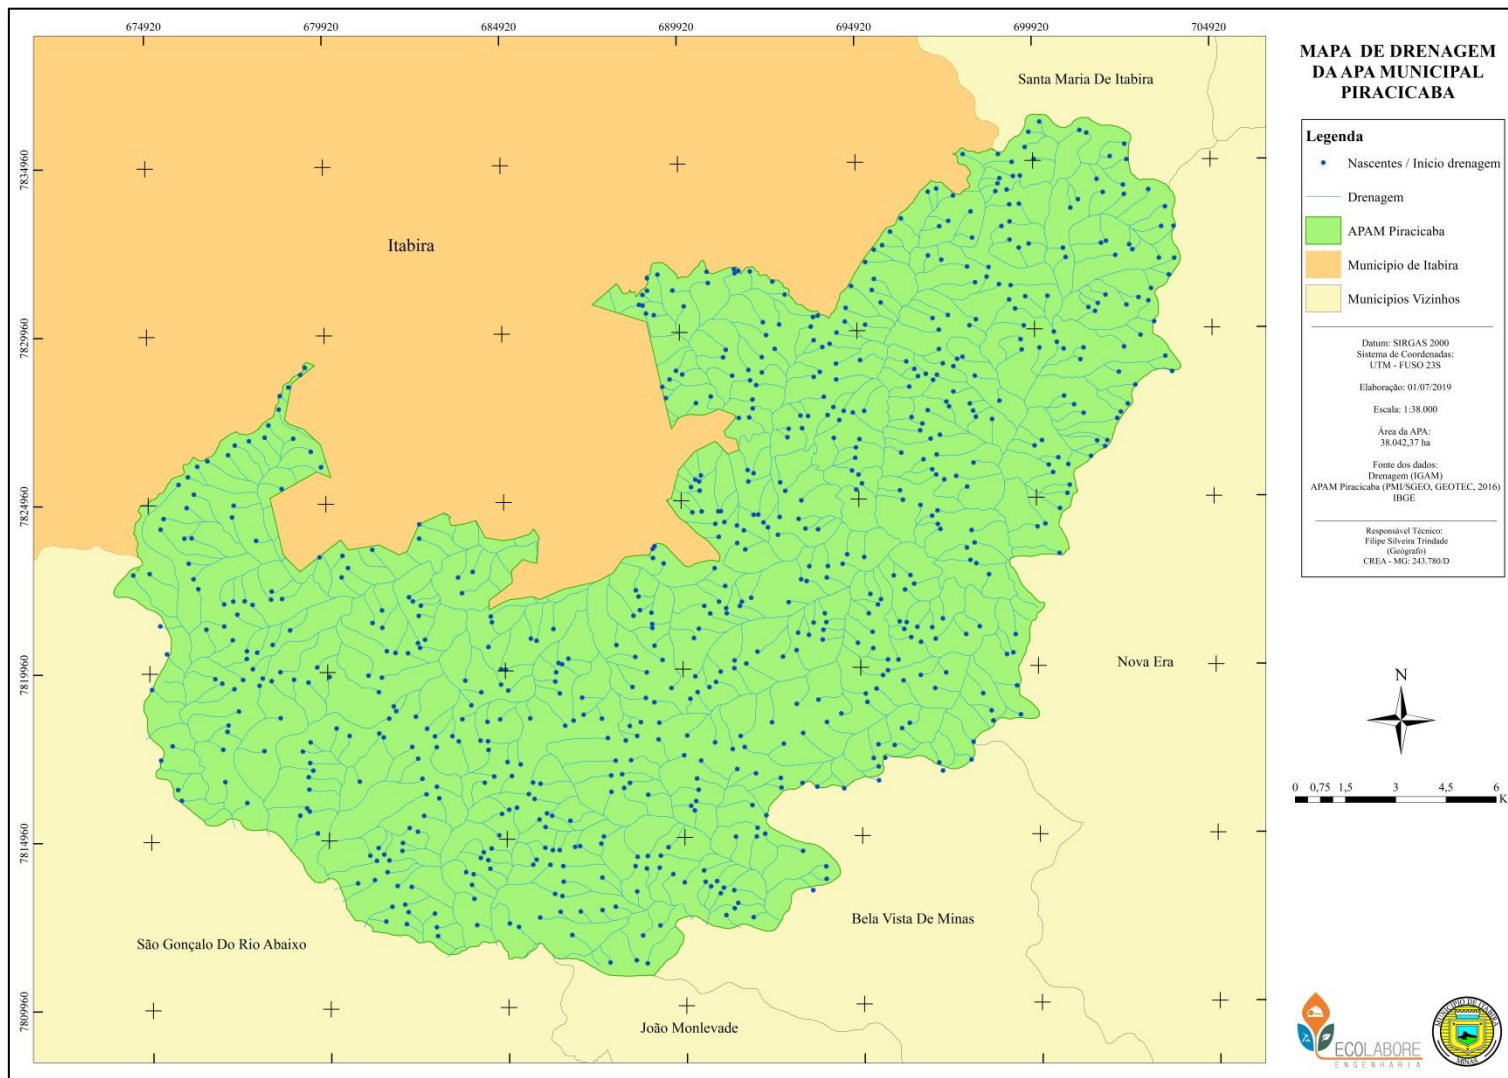 674920
679920
684920
689920
694920
699920
704920
7834960
7829960
7824960
7819960
7814960
7809960
Santa Maria De Itabira
Itabira
Nova Era
Bela Vista De Minas
São Gonçalo Do Rio Abaixo
João Monlevade
MAPA DE DRENAGEM
DA APA MUNICIPAL
PIRACICABA
Legenda
Nascentes / Início drenagem
Drenagem
APAM Piracicaba
Município de Itabira
Municípios Vizinhos
Datum: SIRGAS 2000
Sistema de Coordenadas:
UTM - FUSO 23S
Elaboração: 01/07/2019
Escala: 1:38.000
Área da APA:
38.042,37 ha
Fonte dos dados:
Drenagem (IGAM)
APAM Piracicaba (PMI/SGEO, GEOTEC, 2016)
IBGE
Responsável Técnico:
Filipe Silveira Trindade
(Geógrafo)
CREA - MG: 243.780/D
N
0 0,75 1,5 3 4,5 6
K
ECOLABORE
ENGENHARIA
MUNICÍPIO DE ITABIRA
MINAS